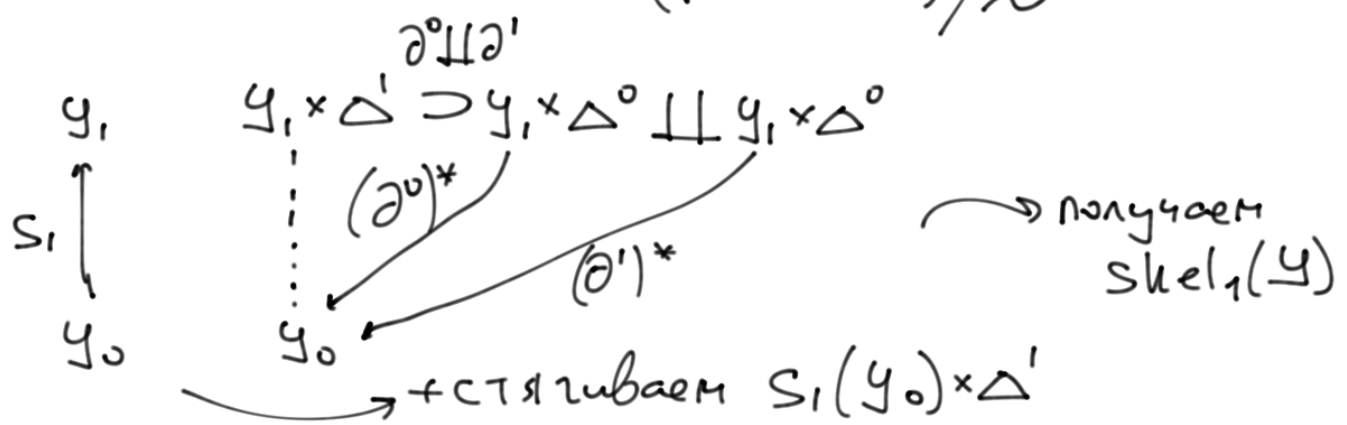 ∂⁰∐∂¹
Y₁ Y₁×Δ¹ ⊃ Y₁×Δ⁰ ∐ Y₁×Δ⁰
(∂⁰)*
S₁ (∂¹)* получаем
skel₁(Y)
Y₀ Y₀
+стягиваем S₁(Y₀)×Δ¹